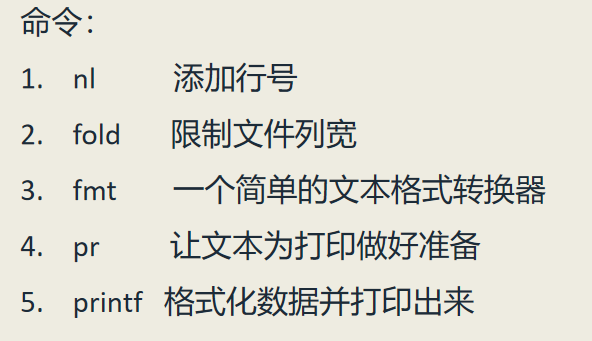 命令：
1. nl 添加行号
2. fold 限制文件列宽
3. fmt 一个简单的文本格式转换器
4. pr 让文本为打印做好准备
5. printf 格式化数据并打印出来